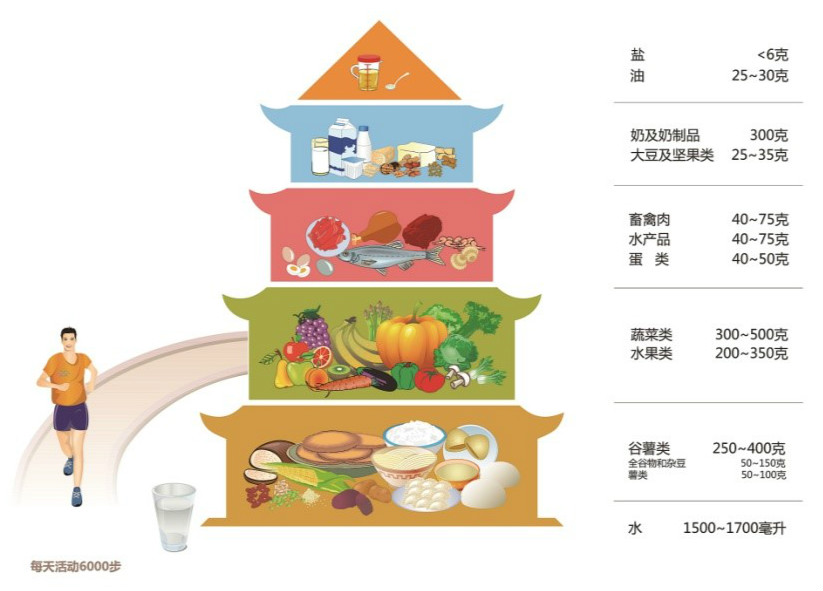 盐 <6克
油 25~30克
奶及奶制品 300克
大豆及坚果类 25~35克
畜禽肉 40~75克
水产品 40~75克
蛋 类 40~50克
蔬菜类 300~500克
水果类 200~350克
谷薯类 250~400克
全谷物和杂豆 50~150克
薯类 50~100克
水 1500~1700毫升
每天活动6000步